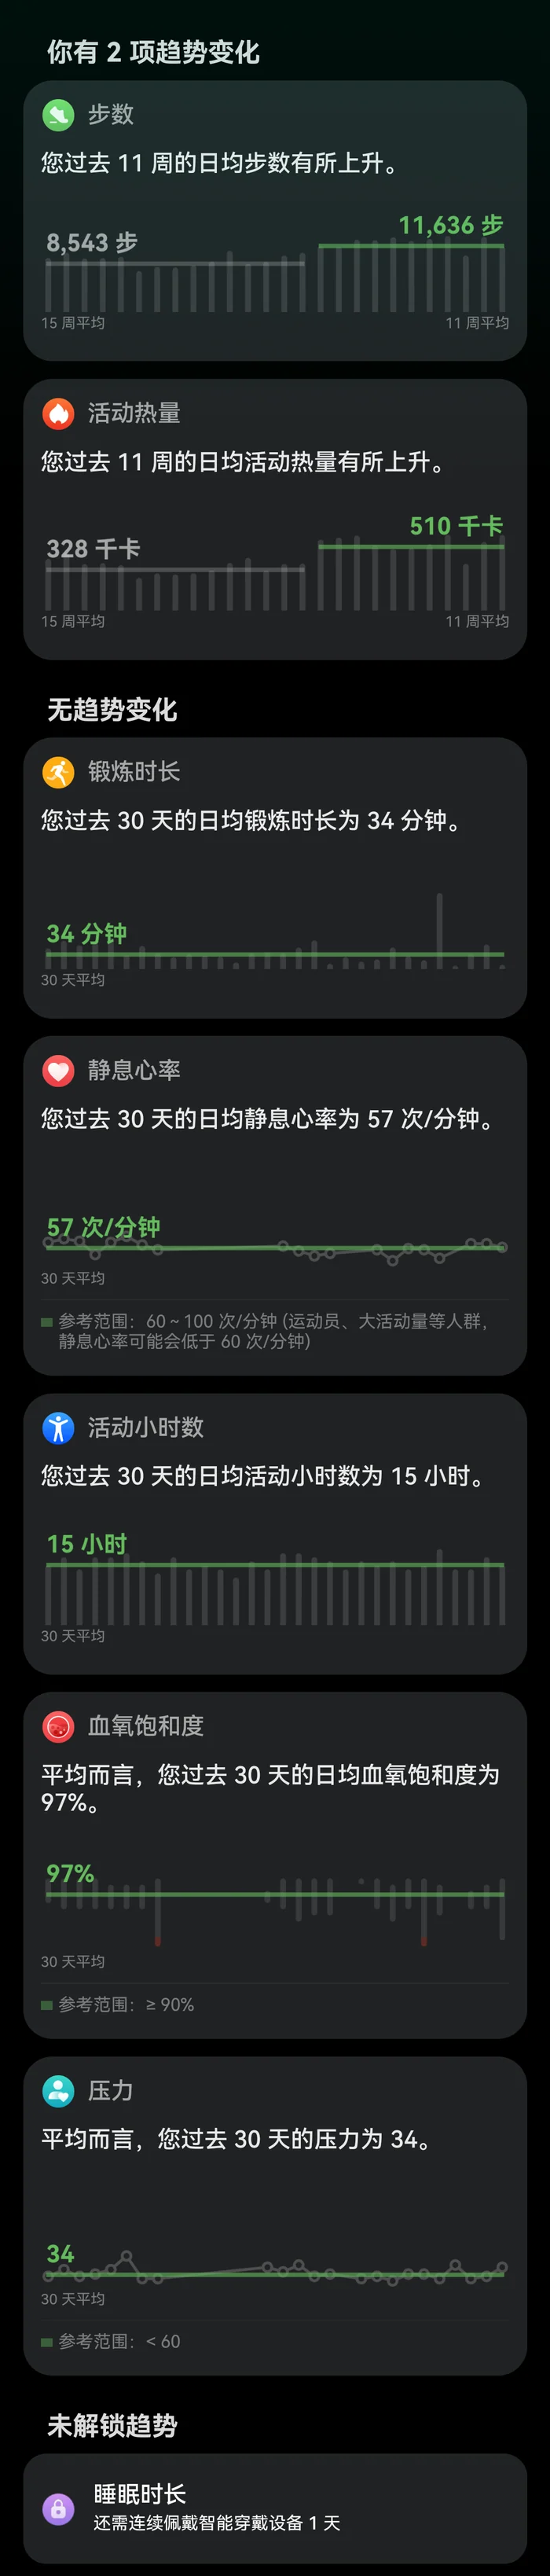 你有 2 项趋势变化
步数
您过去 11 周的日均步数有所上升。
11,636 步
8,543 步
15 周平均
11 周平均
活动热量
您过去 11 周的日均活动热量有所上升。
510 千卡
328 千卡
15 周平均
11 周平均
无趋势变化
锻炼时长
您过去 30 天的日均锻炼时长为 34 分钟。
34 分钟
30 天平均
静息心率
您过去 30 天的日均静息心率为 57 次/分钟。
57 次/分钟
30 天平均
参考范围：60 ~ 100 次/分钟 (运动员、大活动量等人群，
静息心率可能会低于 60 次/分钟)
活动小时数
您过去 30 天的日均活动小时数为 15 小时。
15 小时
30 天平均
血氧饱和度
平均而言，您过去 30 天的日均血氧饱和度为
97%。
97%
30 天平均
参考范围：≥ 90%
压力
平均而言，您过去 30 天的压力为 34。
34
30 天平均
参考范围：< 60
未解锁趋势
睡眠时长
还需连续佩戴智能穿戴设备 1 天